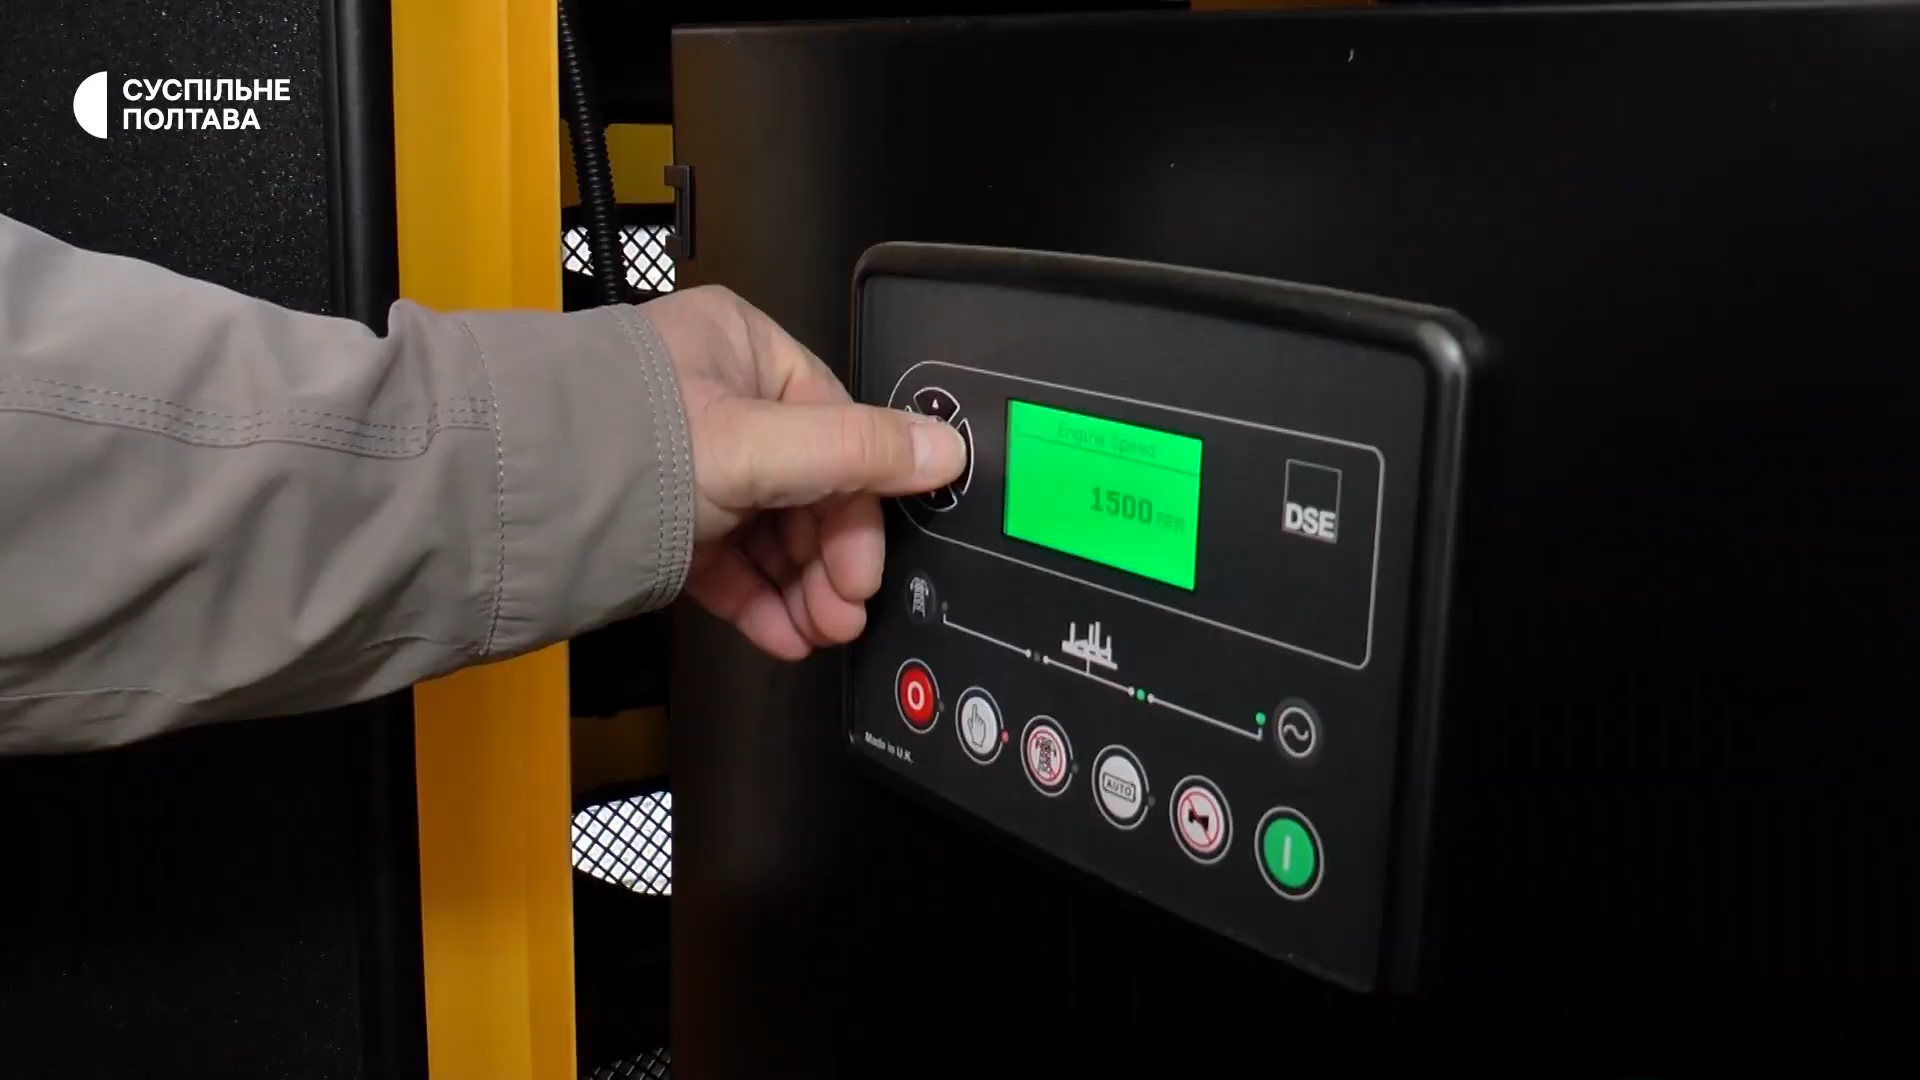 СУСПІЛЬНЕ
ПОЛТАВА
Engine Speed
1500 RPM
DSE
Made in U.K.
AUTO